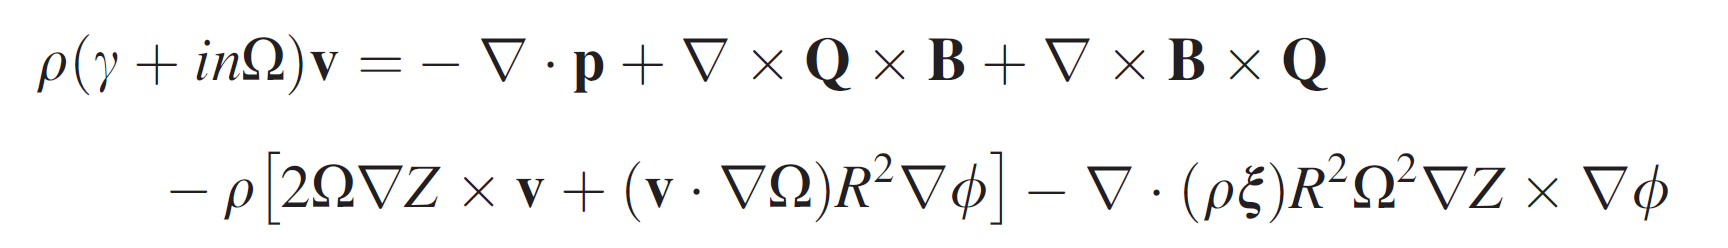 ρ(γ + inΩ)𝐯 = − ∇ · 𝐩 + ∇ × 𝐐 × 𝐁 + ∇ × 𝐁 × 𝐐
− ρ[2Ω∇Z × 𝐯 + (𝐯 · ∇Ω)R²∇ϕ] − ∇ · (ρ𝛏)R²Ω²∇Z × ∇ϕ